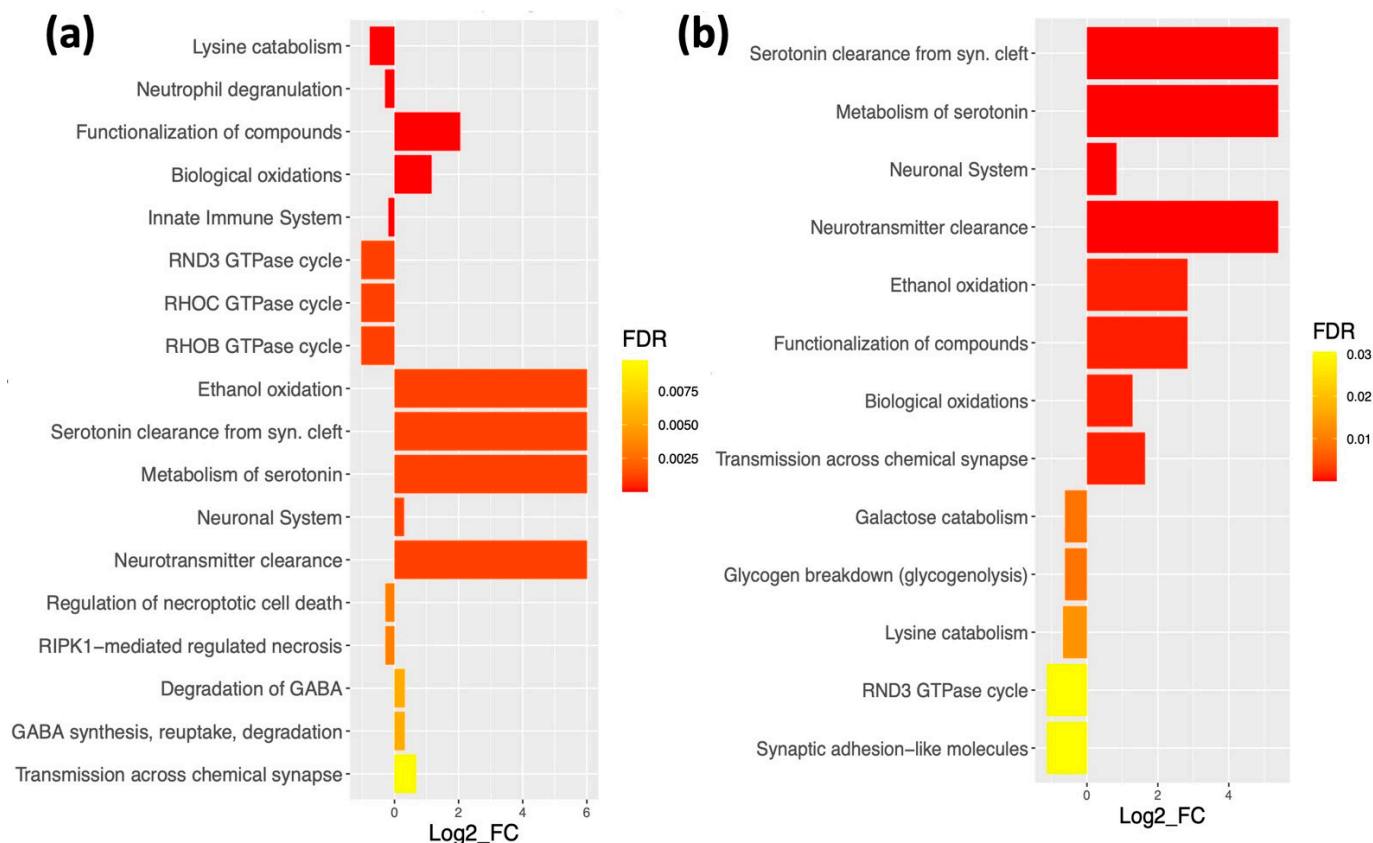 (a)
Lysine catabolism
Neutrophil degranulation
Functionalization of compounds
Biological oxidations
Innate Immune System
RND3 GTPase cycle
RHOC GTPase cycle
RHOB GTPase cycle
Ethanol oxidation
Serotonin clearance from syn. cleft
Metabolism of serotonin
Neuronal System
Neurotransmitter clearance
Regulation of necroptotic cell death
RIPK1−mediated regulated necrosis
Degradation of GABA
GABA synthesis, reuptake, degradation
Transmission across chemical synapse
0 2 4 6
Log2_FC
FDR
0.0075
0.0050
0.0025
(b)
Serotonin clearance from syn. cleft
Metabolism of serotonin
Neuronal System
Neurotransmitter clearance
Ethanol oxidation
Functionalization of compounds
Biological oxidations
Transmission across chemical synapse
Galactose catabolism
Glycogen breakdown (glycogenolysis)
Lysine catabolism
RND3 GTPase cycle
Synaptic adhesion−like molecules
0 2 4
Log2_FC
FDR
0.03
0.02
0.01